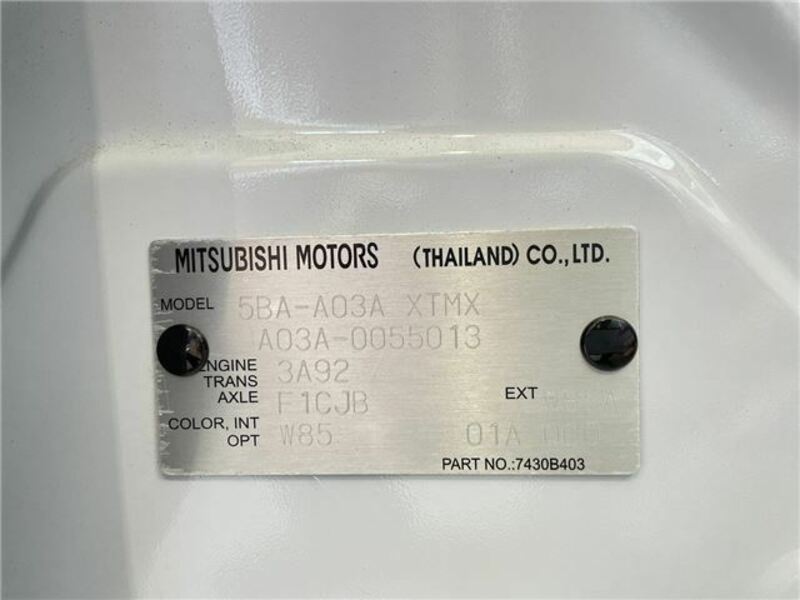 MITSUBISHI MOTORS (THAILAND) CO., LTD.
MODEL 5BA-A03A XTMX
A03A-0055013
ENGINE 3A92
TRANS AXLE F1CJB EXT
COLOR, INT OPT W85 01A
PART NO.:7430B403